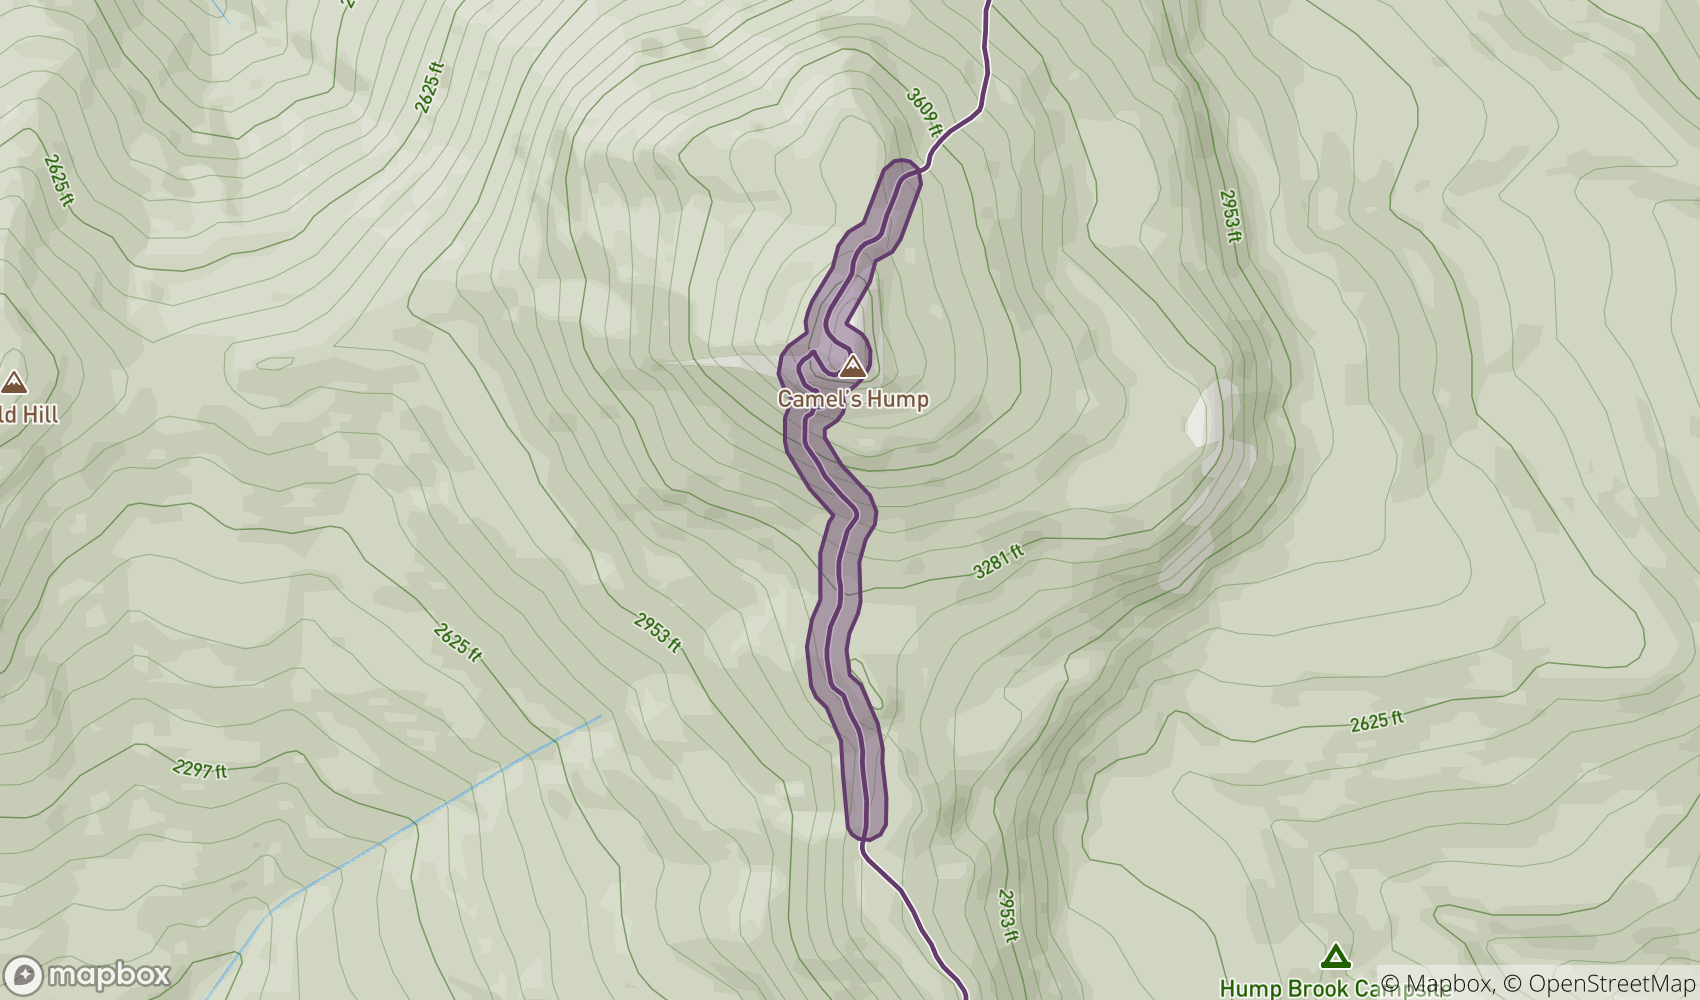 2625 ft
3609 ft
2625 ft
2953 ft
Camel's Hump
ld Hill
3281 ft
2953 ft
2625 ft
2625 ft
2297 ft
2953 ft
mapbox
Hump Brook Campsite
© Mapbox, © OpenStreetMap